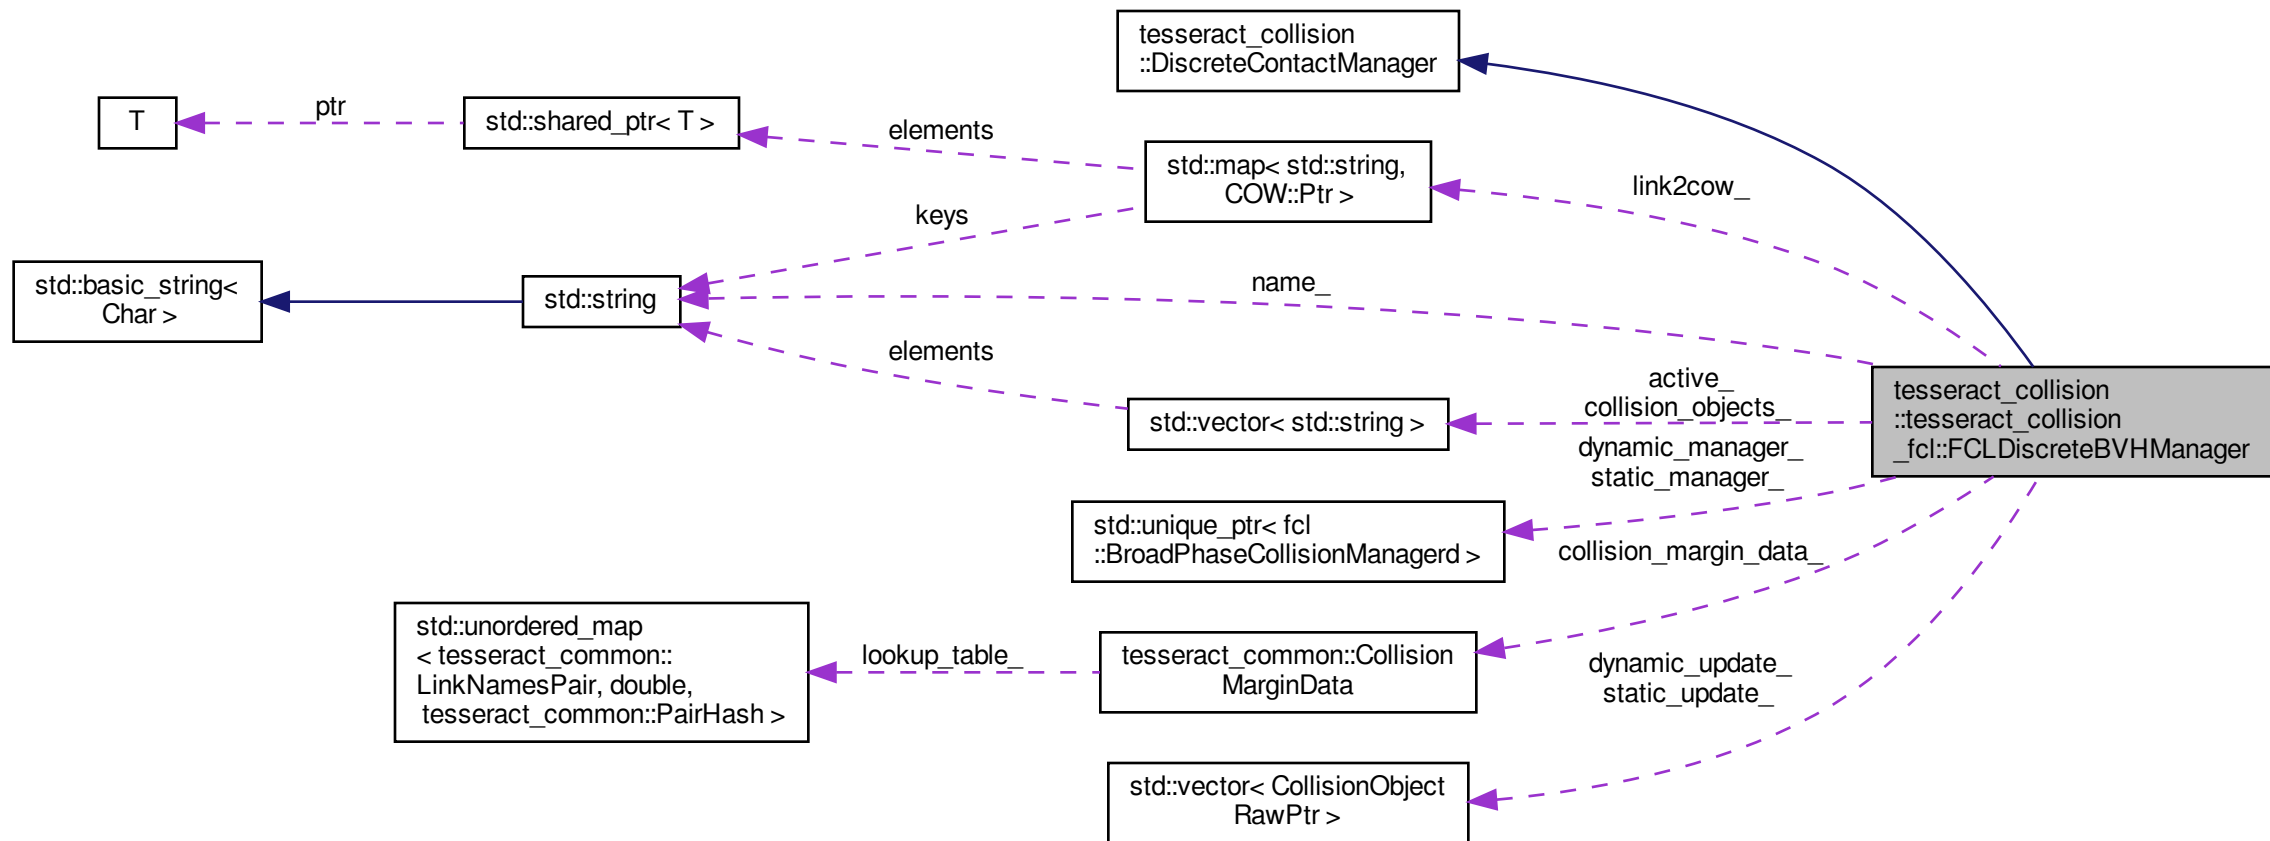 tesseract_collision
::DiscreteContactManager
T
ptr
std::shared_ptr< T >
elements
std::map< std::string,
COW::Ptr >
link2cow_
keys
std::basic_string<
Char >
std::string
name_
elements
std::vector< std::string >
active_
collision_objects_
tesseract_collision
::tesseract_collision
_fcl::FCLDiscreteBVHManager
dynamic_manager_
static_manager_
std::unique_ptr< fcl
::BroadPhaseCollisionManagerd >
collision_margin_data_
std::unordered_map
< tesseract_common::
LinkNamesPair, double,
tesseract_common::PairHash >
lookup_table_
tesseract_common::Collision
MarginData
dynamic_update_
static_update_
std::vector< CollisionObject
RawPtr >